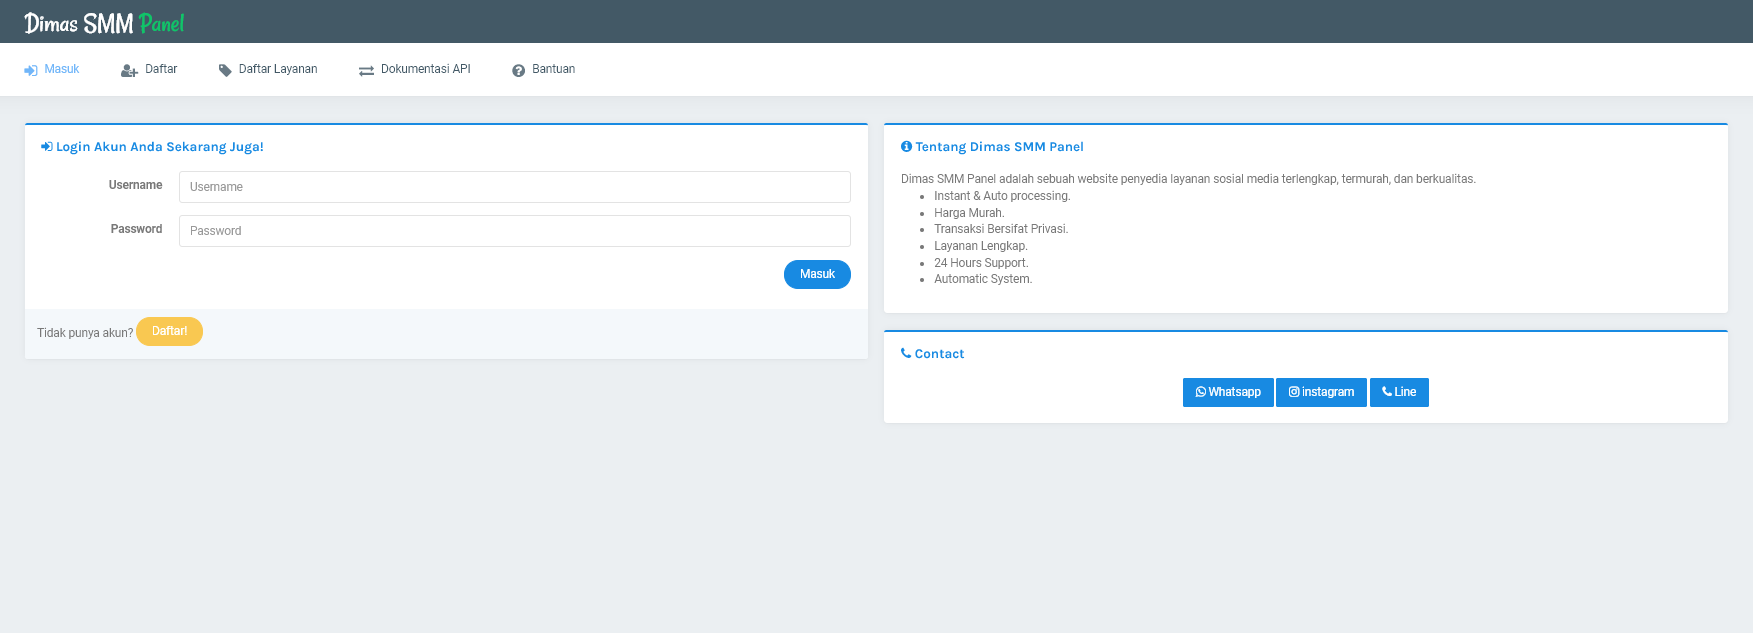 Dimas SMM Panel
Masuk
Daftar
Daftar Layanan
Dokumentasi API
Bantuan
Login Akun Anda Sekarang Juga!
Username
Username
Password
Password
Masuk
Tidak punya akun? Daftar!
Tentang Dimas SMM Panel
Dimas SMM Panel adalah sebuah website penyedia layanan sosial media terlengkap, termurah, dan berkualitas.
Instant & Auto processing.
Harga Murah.
Transaksi Bersifat Privasi.
Layanan Lengkap.
24 Hours Support.
Automatic System.
Contact
Whatsapp
instagram
Line